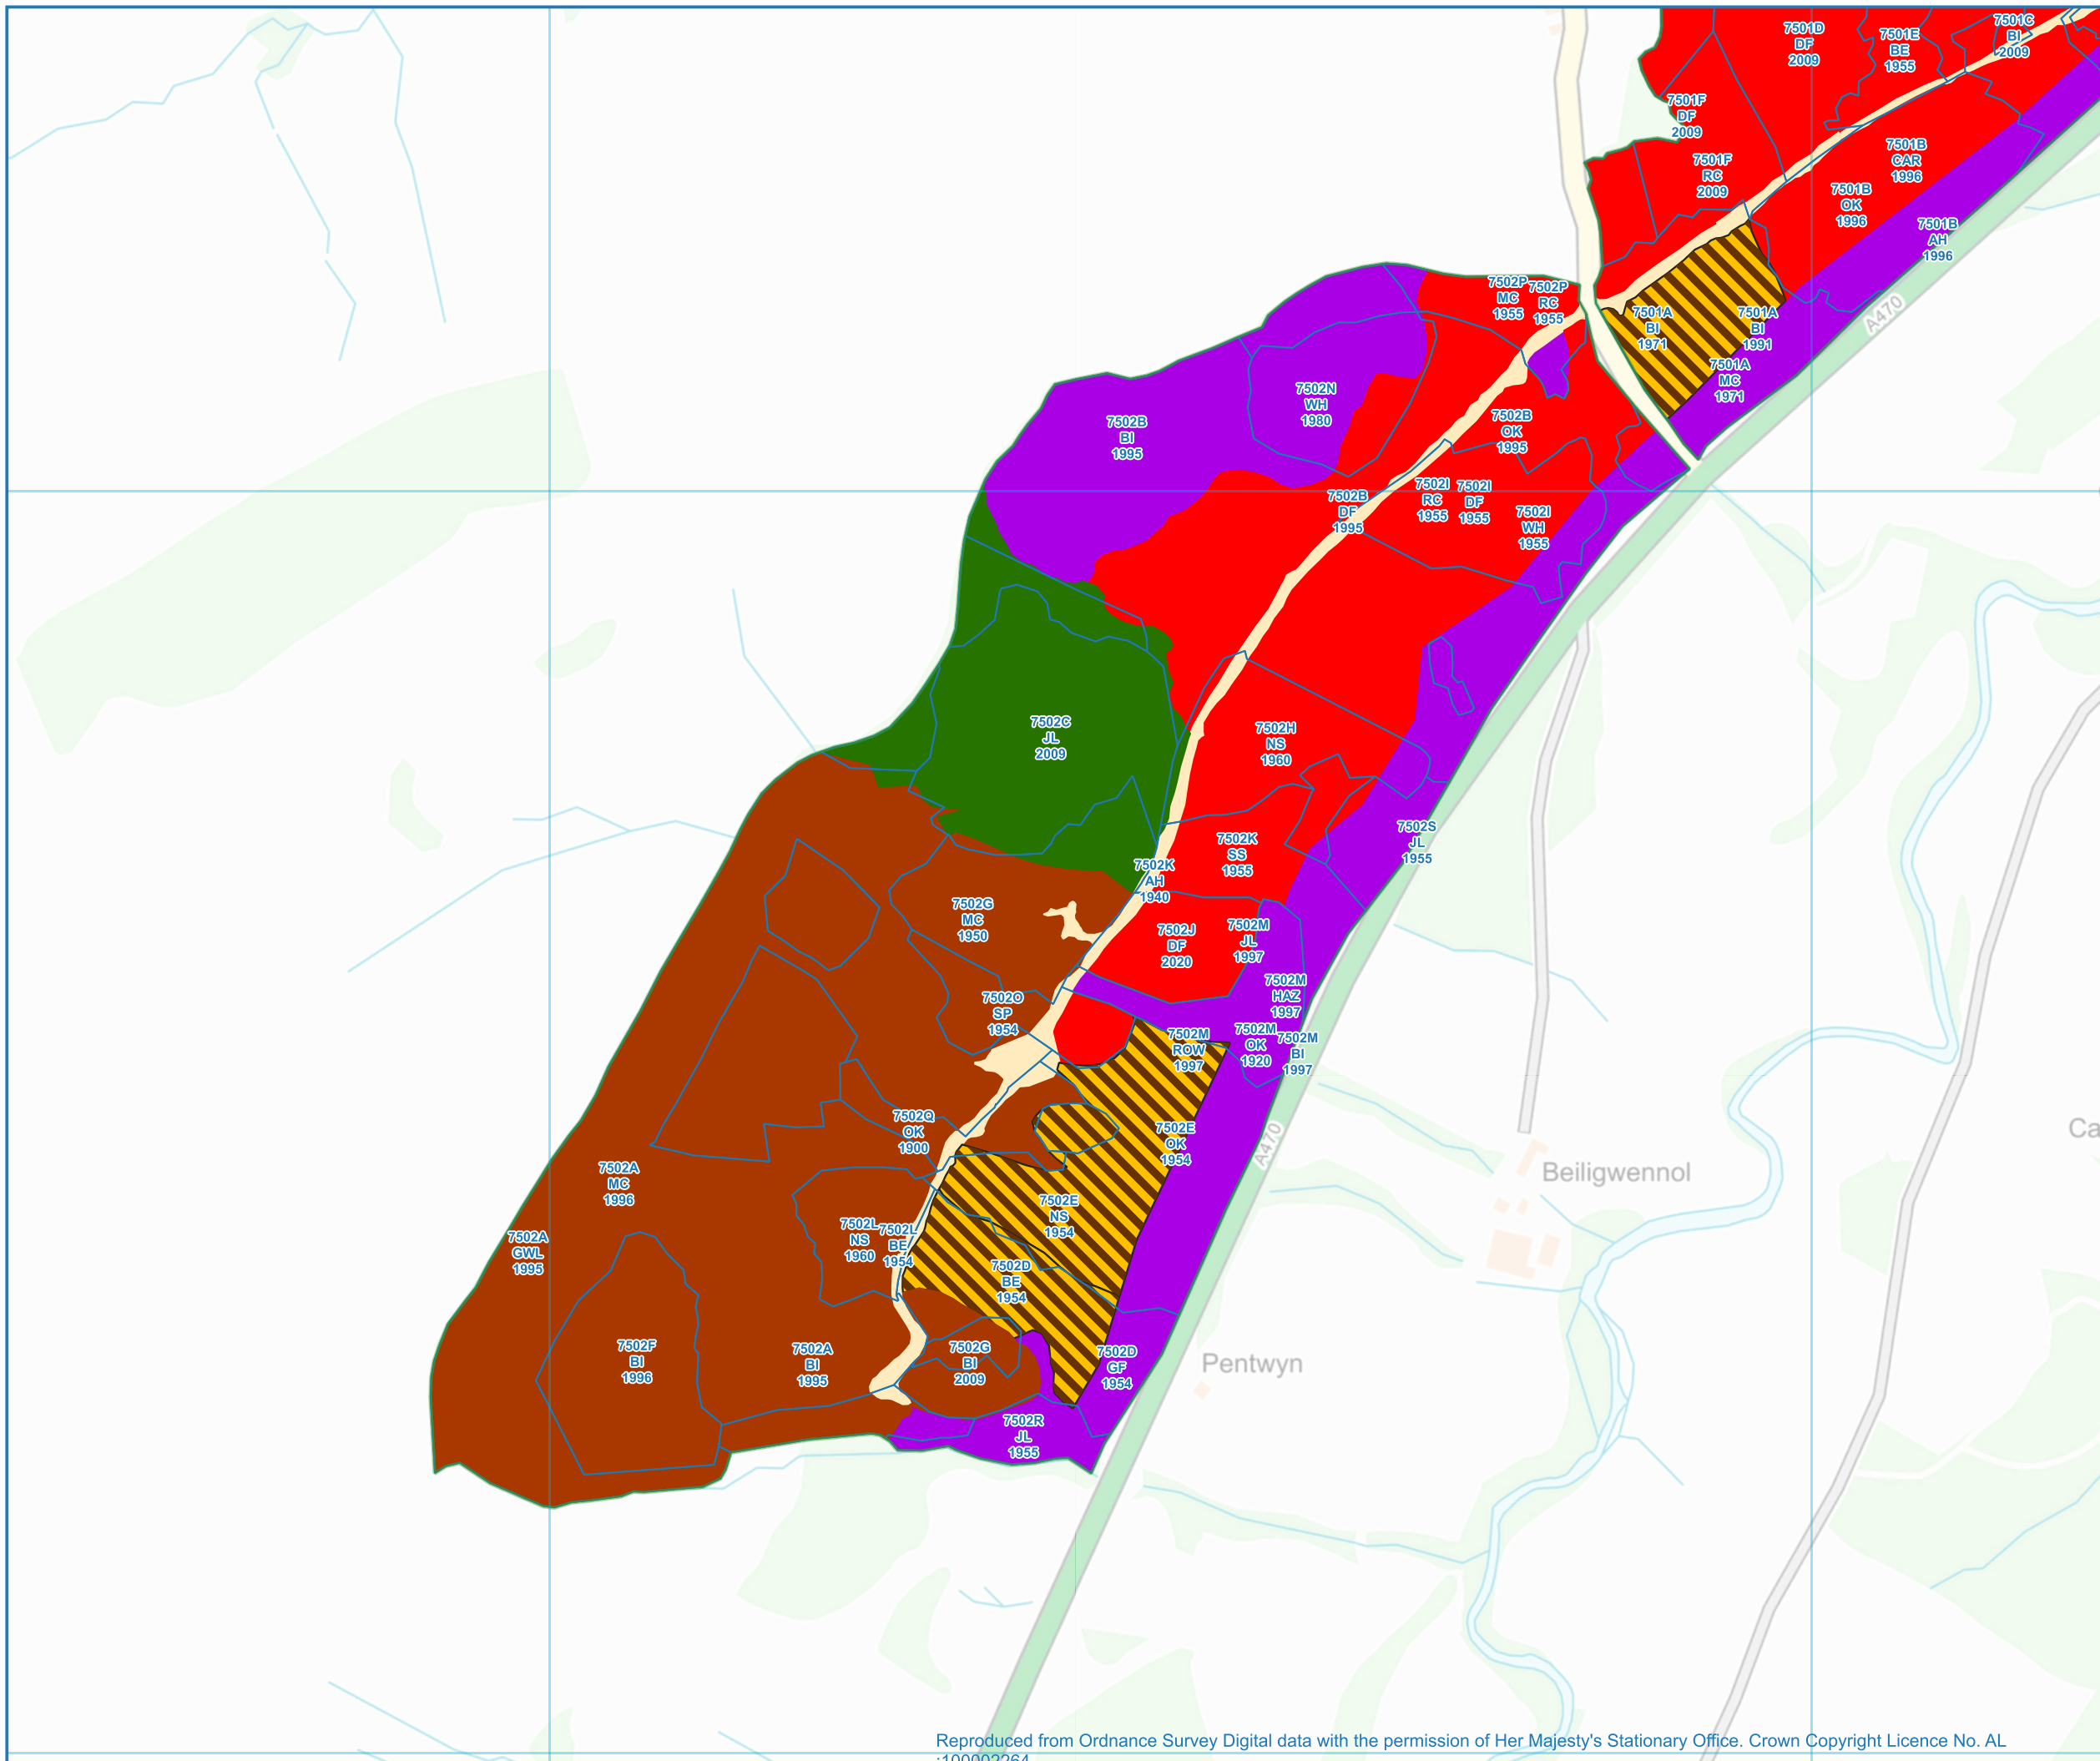 7501D
DF
2009
7501E
BE
1955
7501C
BI
2009
7501F
DF
2009
7501F
RC
2009
7501B
CAR
1996
7501B
OK
1996
7501B
AH
1996
A470
7502P
MC
1955
7502P
RC
1955
7501A
BI
1971
7501A
BI
1991
7501A
MC
1971
7502N
WH
1980
7502B
BI
1995
7502B
OK
1995
7502B
DF
1995
7502I
RC
1955
7502I
DF
1955
7502I
WH
1955
7502C
JL
2009
7502H
NS
1960
7502K
SS
1955
7502S
JL
1955
7502K
AH
1940
7502G
MC
1950
7502J
DF
2020
7502M
JL
1997
7502M
HAZ
1997
7502O
SP
1954
7502M
ROW
1997
7502M
OK
1920
7502M
BI
1997
7502Q
OK
1900
7502E
OK
1954
A470
Ca
Beiligwennol
7502A
MC
1996
7502E
NS
1954
7502A
GWL
1995
7502L
NS
1960
7502L
BE
1954
7502D
BE
1954
7502F
BI
1996
7502A
BI
1995
7502G
BI
2009
7502D
GF
1954
Pentwyn
7502R
JL
1955
Reproduced from Ordnance Survey Digital data with the permission of Her Majesty's Stationary Office. Crown Copyright Licence No. AL
:100002264